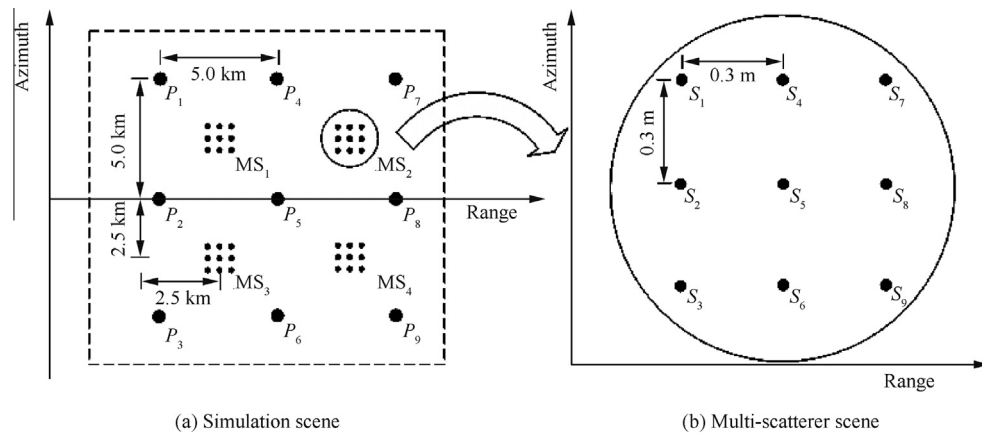 Azimuth
5.0 km
P1 P4 P7
5.0 km
MS1 MS2
P2 P5 P8
Range
2.5 km
MS3 MS4
2.5 km
P3 P6 P9
(a) Simulation scene
Azimuth
0.3 m
S1 S4 S7
0.3 m
S2 S5 S8
S3 S6 S9
Range
(b) Multi-scatterer scene